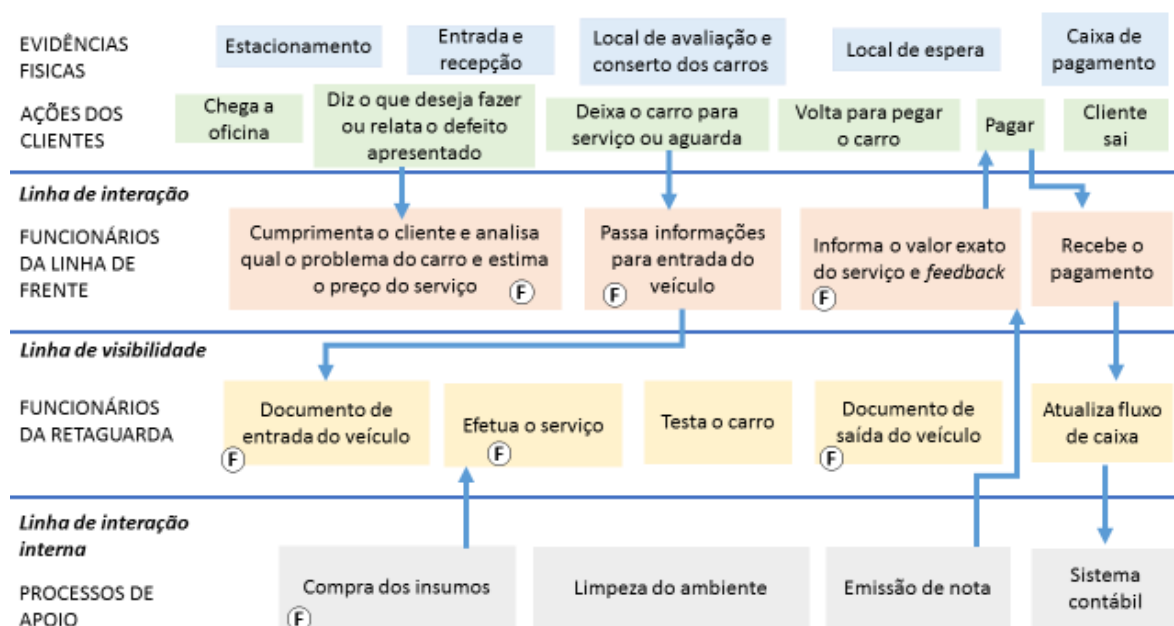 EVIDÊNCIAS
FISICAS
Estacionamento
Entrada e
recepção
Local de avaliação e
conserto dos carros
Local de espera
Caixa de
pagamento
AÇÕES DOS
CLIENTES
Chega a
oficina
Diz o que deseja fazer
ou relata o defeito
apresentado
Deixa o carro para
serviço ou aguarda
Volta para pegar
o carro
Pagar
Cliente
sai
Linha de interação
FUNCIONÁRIOS
DA LINHA DE
FRENTE
Cumprimenta o cliente e analisa
qual o problema do carro e estima
o preço do serviço
F
Passa informações
para entrada do
veículo
F
Informa o valor exato
do serviço e feedback
F
Recebe o
pagamento
Linha de visibilidade
FUNCIONÁRIOS
DA RETAGUARDA
Documento de
entrada do veículo
F
Efetua o serviço
F
Testa o carro
Documento de
saída do veículo
F
Atualiza fluxo
de caixa
Linha de interação
interna
PROCESSOS DE
APOIO
Compra dos insumos
F
Limpeza do ambiente
Emissão de nota
Sistema
contábil